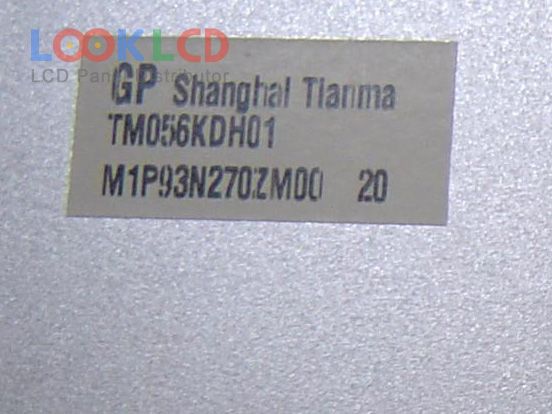 LOOKLCD
LCD Panel Distributor
GP Shanghai Tianma
TM056KDH01
M1P93N270ZM00 20